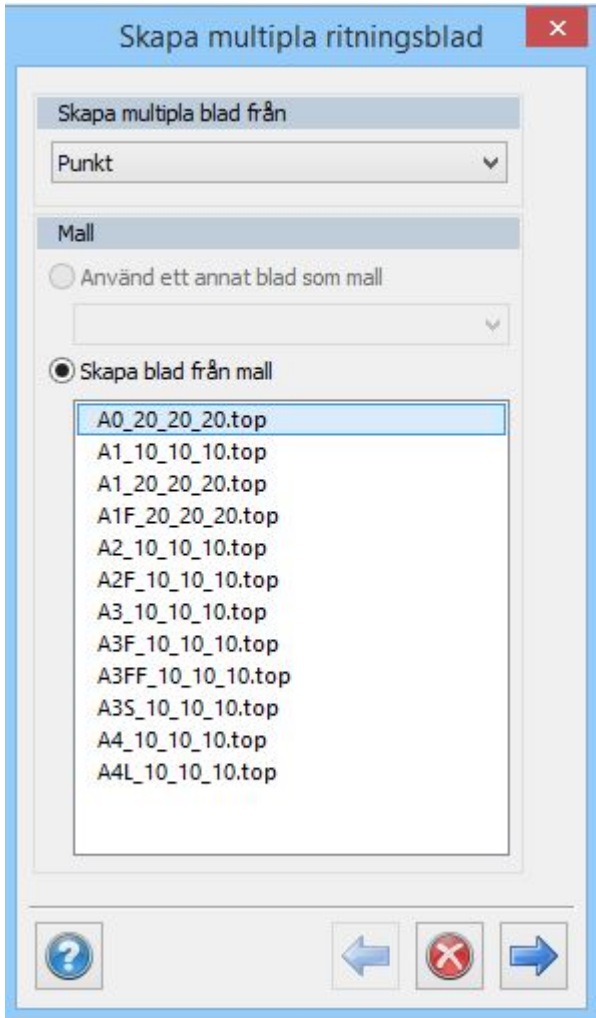 Skapa multipla ritningsblad
Skapa multipla blad från
Punkt
Mall
Använd ett annat blad som mall
Skapa blad från mall
A0_20_20_20.top
A1_10_10_10.top
A1_20_20_20.top
A1F_20_20_20.top
A2_10_10_10.top
A2F_10_10_10.top
A3_10_10_10.top
A3F_10_10_10.top
A3FF_10_10_10.top
A3S_10_10_10.top
A4_10_10_10.top
A4L_10_10_10.top